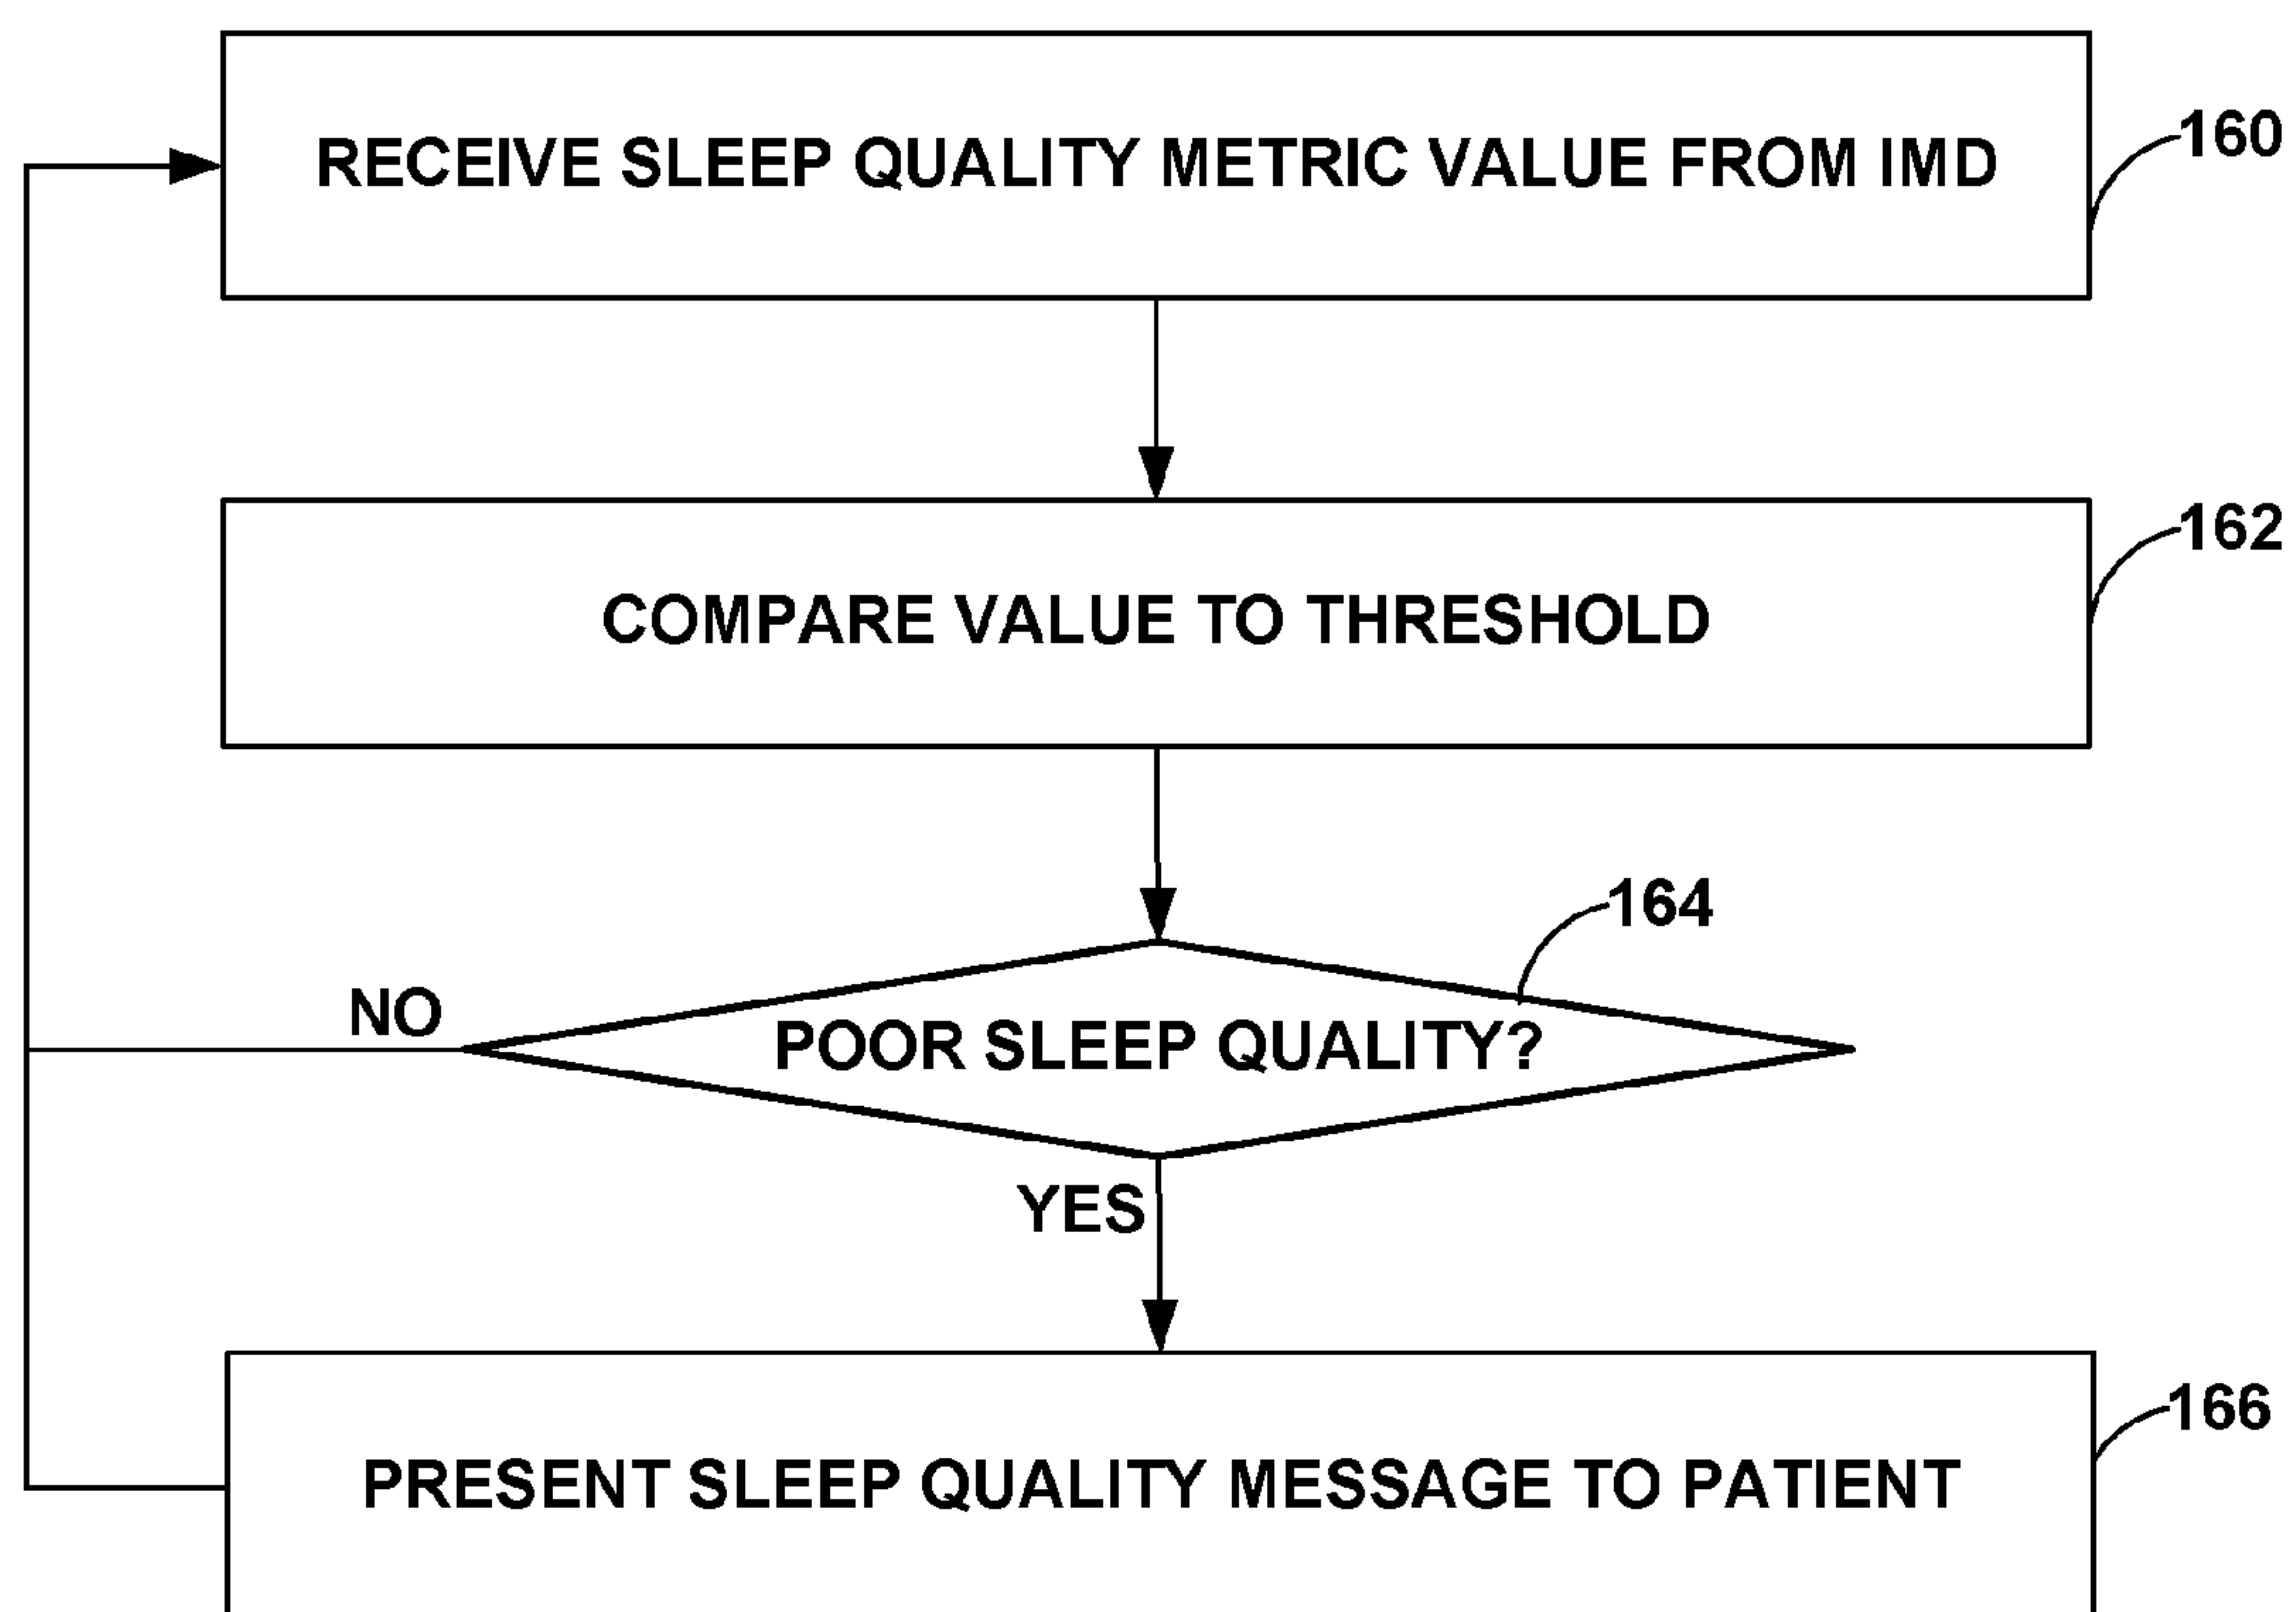 RECEIVE SLEEP QUALITY METRIC VALUE FROM IMD
160
COMPARE VALUE TO THRESHOLD
162
164
POOR SLEEP QUALITY?
NO
YES
PRESENT SLEEP QUALITY MESSAGE TO PATIENT
166